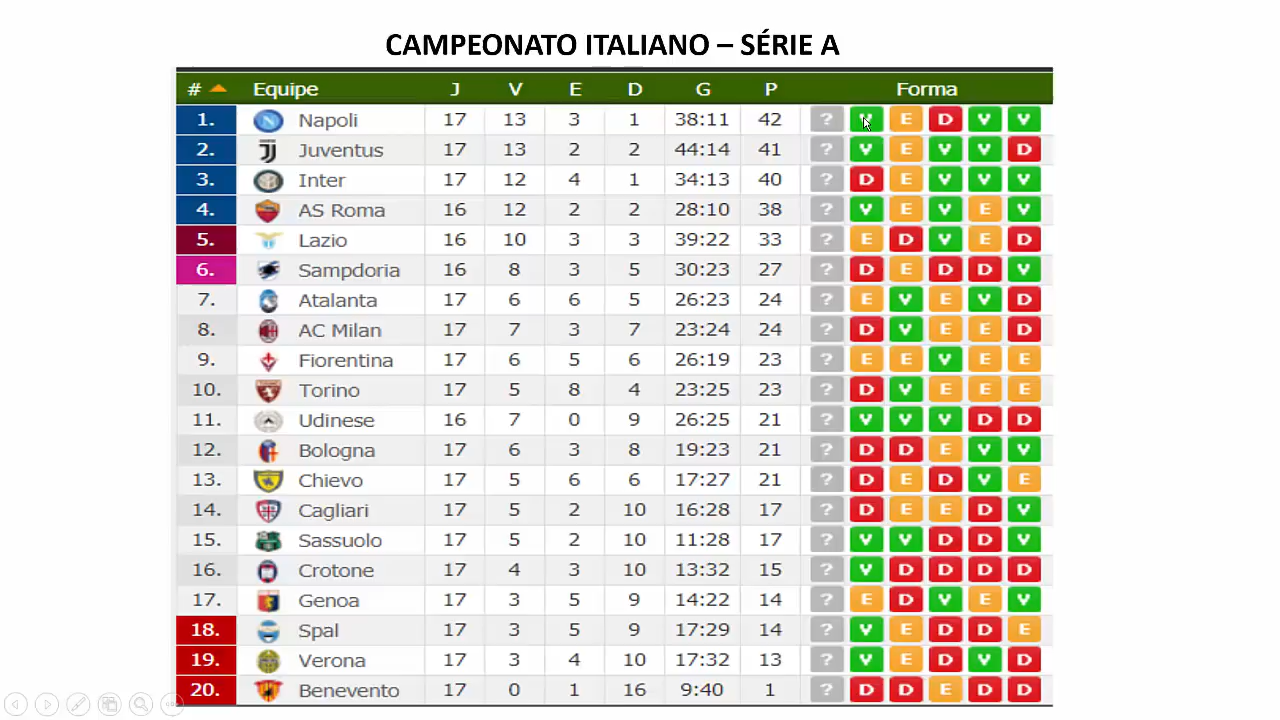 CAMPEONATO ITALIANO – SÉRIE A
# Equipe J V E D G P Forma
1. Napoli 17 13 3 1 38:11 42 ? V E D V V
2. Juventus 17 13 2 2 44:14 41 ? V E V V D
3. Inter 17 12 4 1 34:13 40 ? D E V V V
4. AS Roma 16 12 2 2 28:10 38 ? V E V E V
5. Lazio 16 10 3 3 39:22 33 ? E D V E D
6. Sampdoria 16 8 3 5 30:23 27 ? D E D D V
7. Atalanta 17 6 6 5 26:23 24 ? E V E V D
8. AC Milan 17 7 3 7 23:24 24 ? D V E E D
9. Fiorentina 17 6 5 6 26:19 23 ? E E V E E
10. Torino 17 5 8 4 23:25 23 ? D V E E E
11. Udinese 16 7 0 9 26:25 21 ? V V V D D
12. Bologna 17 6 3 8 19:23 21 ? D D E V V
13. Chievo 17 5 6 6 17:27 21 ? D E D V E
14. Cagliari 17 5 2 10 16:28 17 ? D E E D V
15. Sassuolo 17 5 2 10 11:28 17 ? V V D D V
16. Crotone 17 4 3 10 13:32 15 ? V D D D D
17. Genoa 17 3 5 9 14:22 14 ? E D V E V
18. Spal 17 3 5 9 17:29 14 ? V E D D E
19. Verona 17 3 4 10 17:32 13 ? V E D V D
20. Benevento 17 0 1 16 9:40 1 ? D D E D D